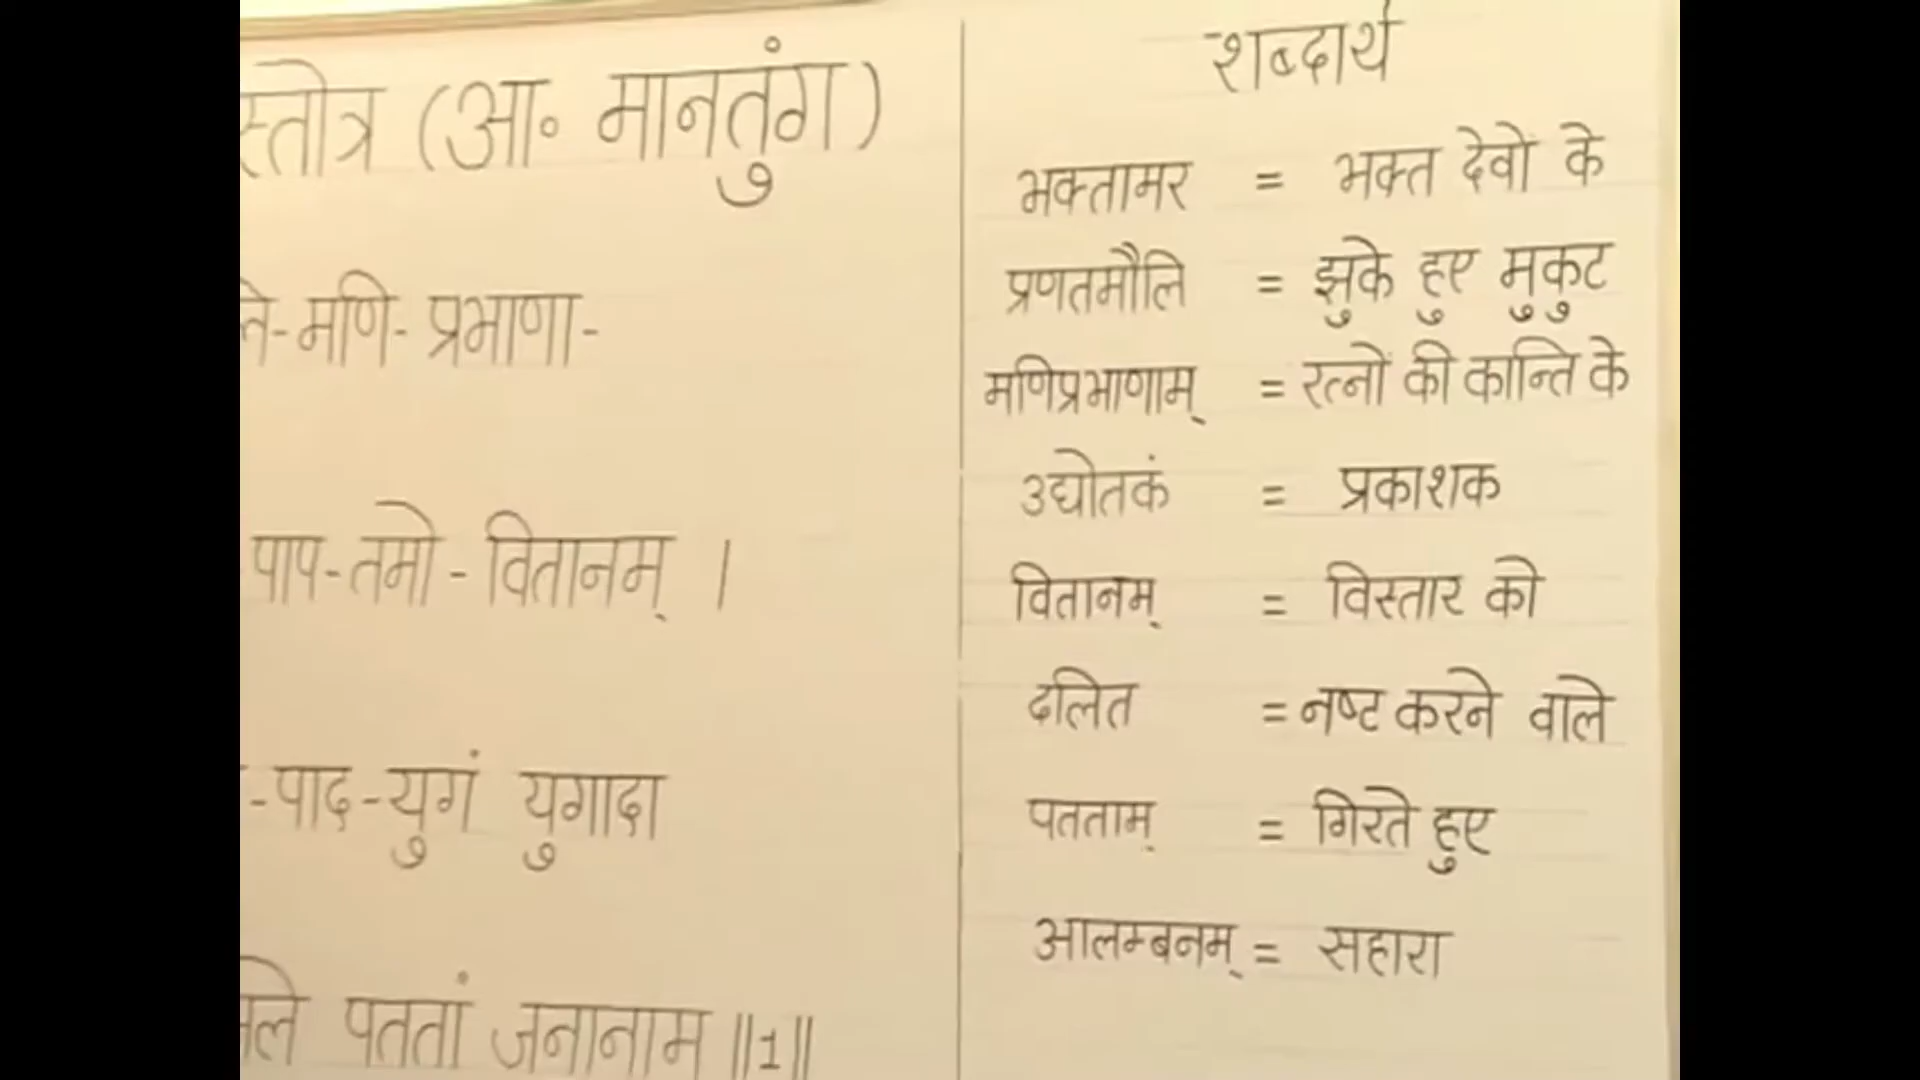 स्तोत्र (आ॰ मानतुंग)
-मणि- प्रभाणा-
पाप-तमो - वितानम् ।
-पाद-युगं युगादा
पततां जनानाम ||1||
शब्दार्थ
भक्तामर = भक्त देवों के
प्रणतमौलि = झुके हुए मुकुट
मणिप्रभाणाम् = रत्नों की कान्ति के
उद्योतकं = प्रकाशक
वितानम् = विस्तार को
दलित = नष्ट करने वाले
पतताम् = गिरते हुए
आलम्बनम् = सहारा